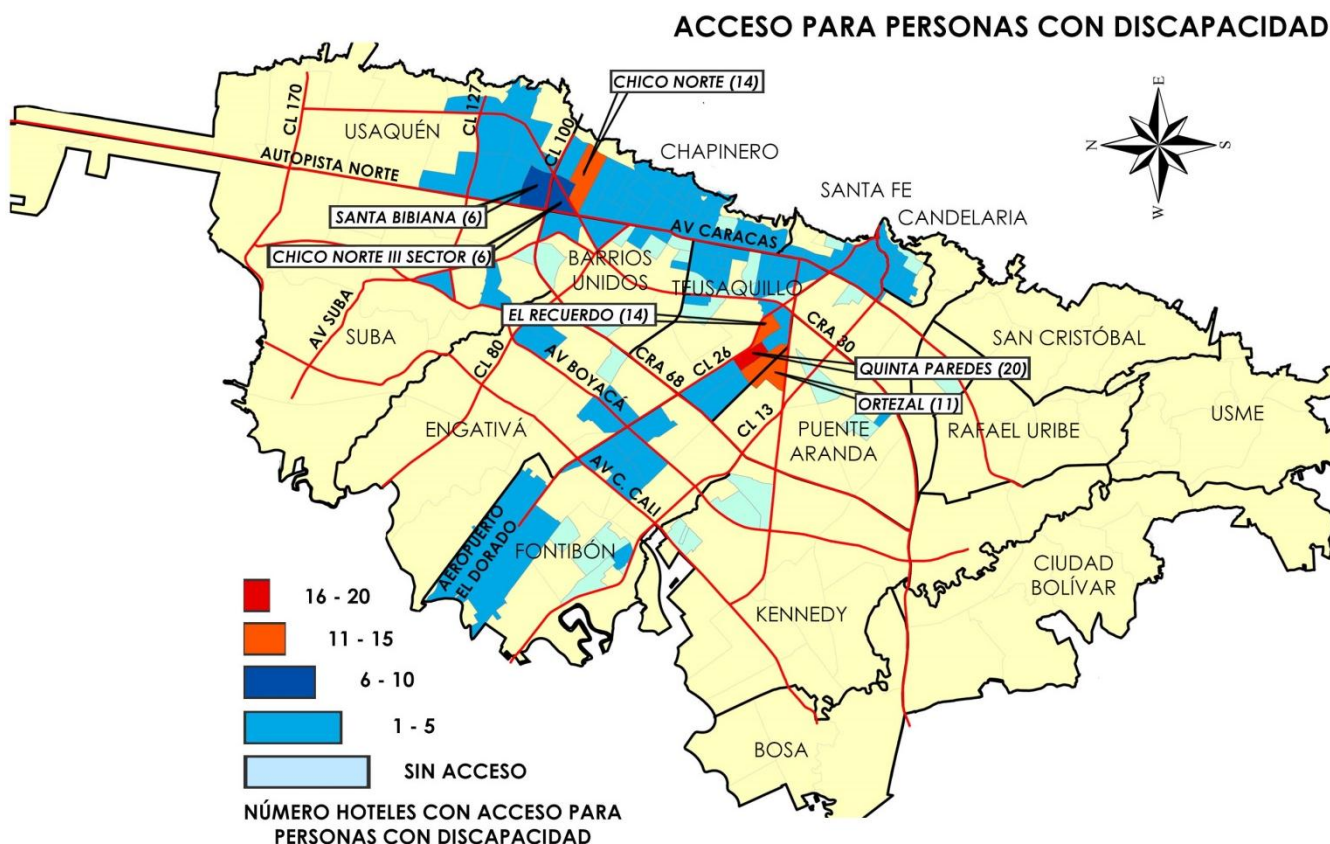 ACCESO PARA PERSONAS CON DISCAPACIDAD
CHICO NORTE (14)
E
N
S
W
CL 170
CL 127
CL 100
USAQUÉN
AUTOPISTA NORTE
CHAPINERO
SANTA FE
CANDELARIA
SANTA BIBIANA (6)
CHICO NORTE III SECTOR (6)
AV CARACAS
BARRIOS
UNIDOS
TEUSAQUILLO
EL RECUERDO (14)
AV SUBA
SUBA
CL 80
AV BOYACÁ
CRA 68
CL 26
CRA 30
SAN CRISTÓBAL
QUINTA PAREDES (20)
ORTEZAL (11)
CL 13
ENGATIVÁ
PUENTE
ARANDA
RAFAEL URIBE
USME
AV C. CALI
AEROPUERTO
EL DORADO
FONTIBÓN
CIUDAD
BOLÍVAR
KENNEDY
BOSA
16 - 20
11 - 15
6 - 10
1 - 5
SIN ACCESO
NÚMERO HOTELES CON ACCESO PARA
PERSONAS CON DISCAPACIDAD